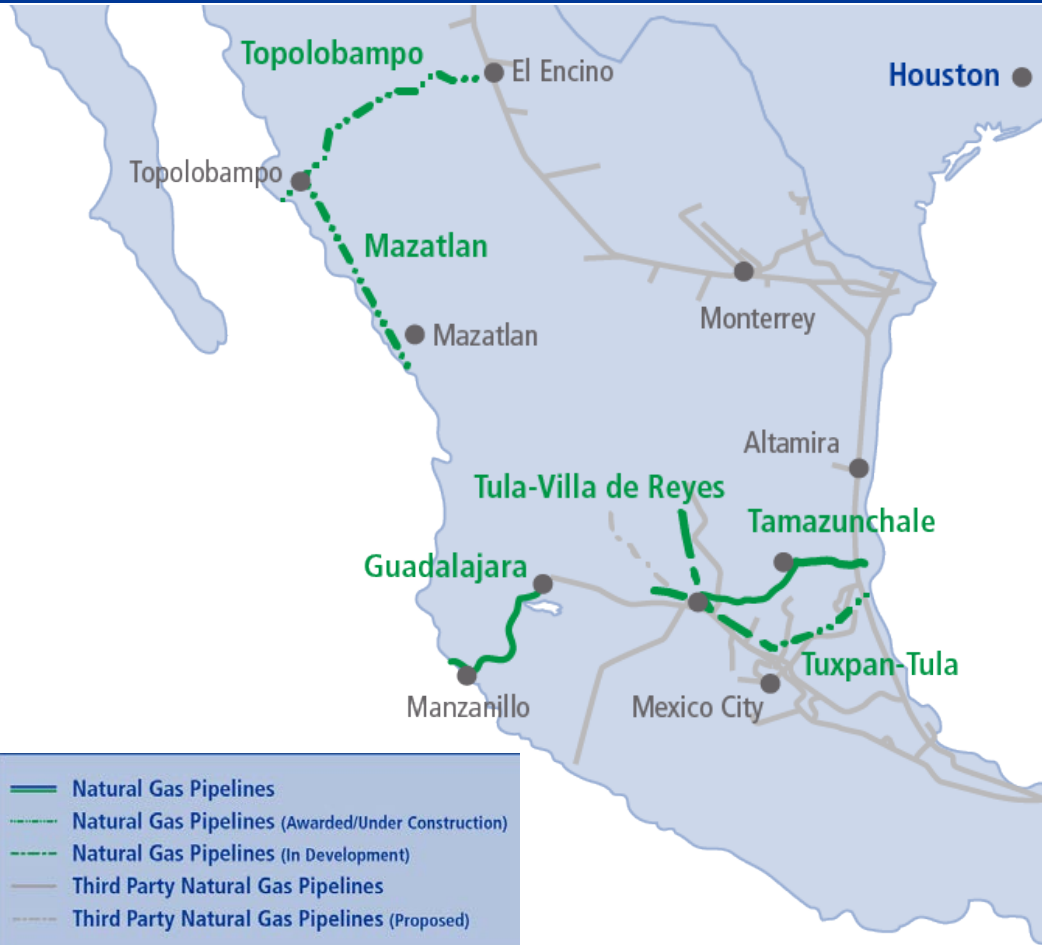 Topolobampo
El Encino
Houston
Topolobampo
Mazatlan
Monterrey
Mazatlan
Altamira
Tula-Villa de Reyes
Tamazunchale
Guadalajara
Tuxpan-Tula
Manzanillo
Mexico City
Natural Gas Pipelines
Natural Gas Pipelines (Awarded/Under Construction)
Natural Gas Pipelines (In Development)
Third Party Natural Gas Pipelines
Third Party Natural Gas Pipelines (Proposed)